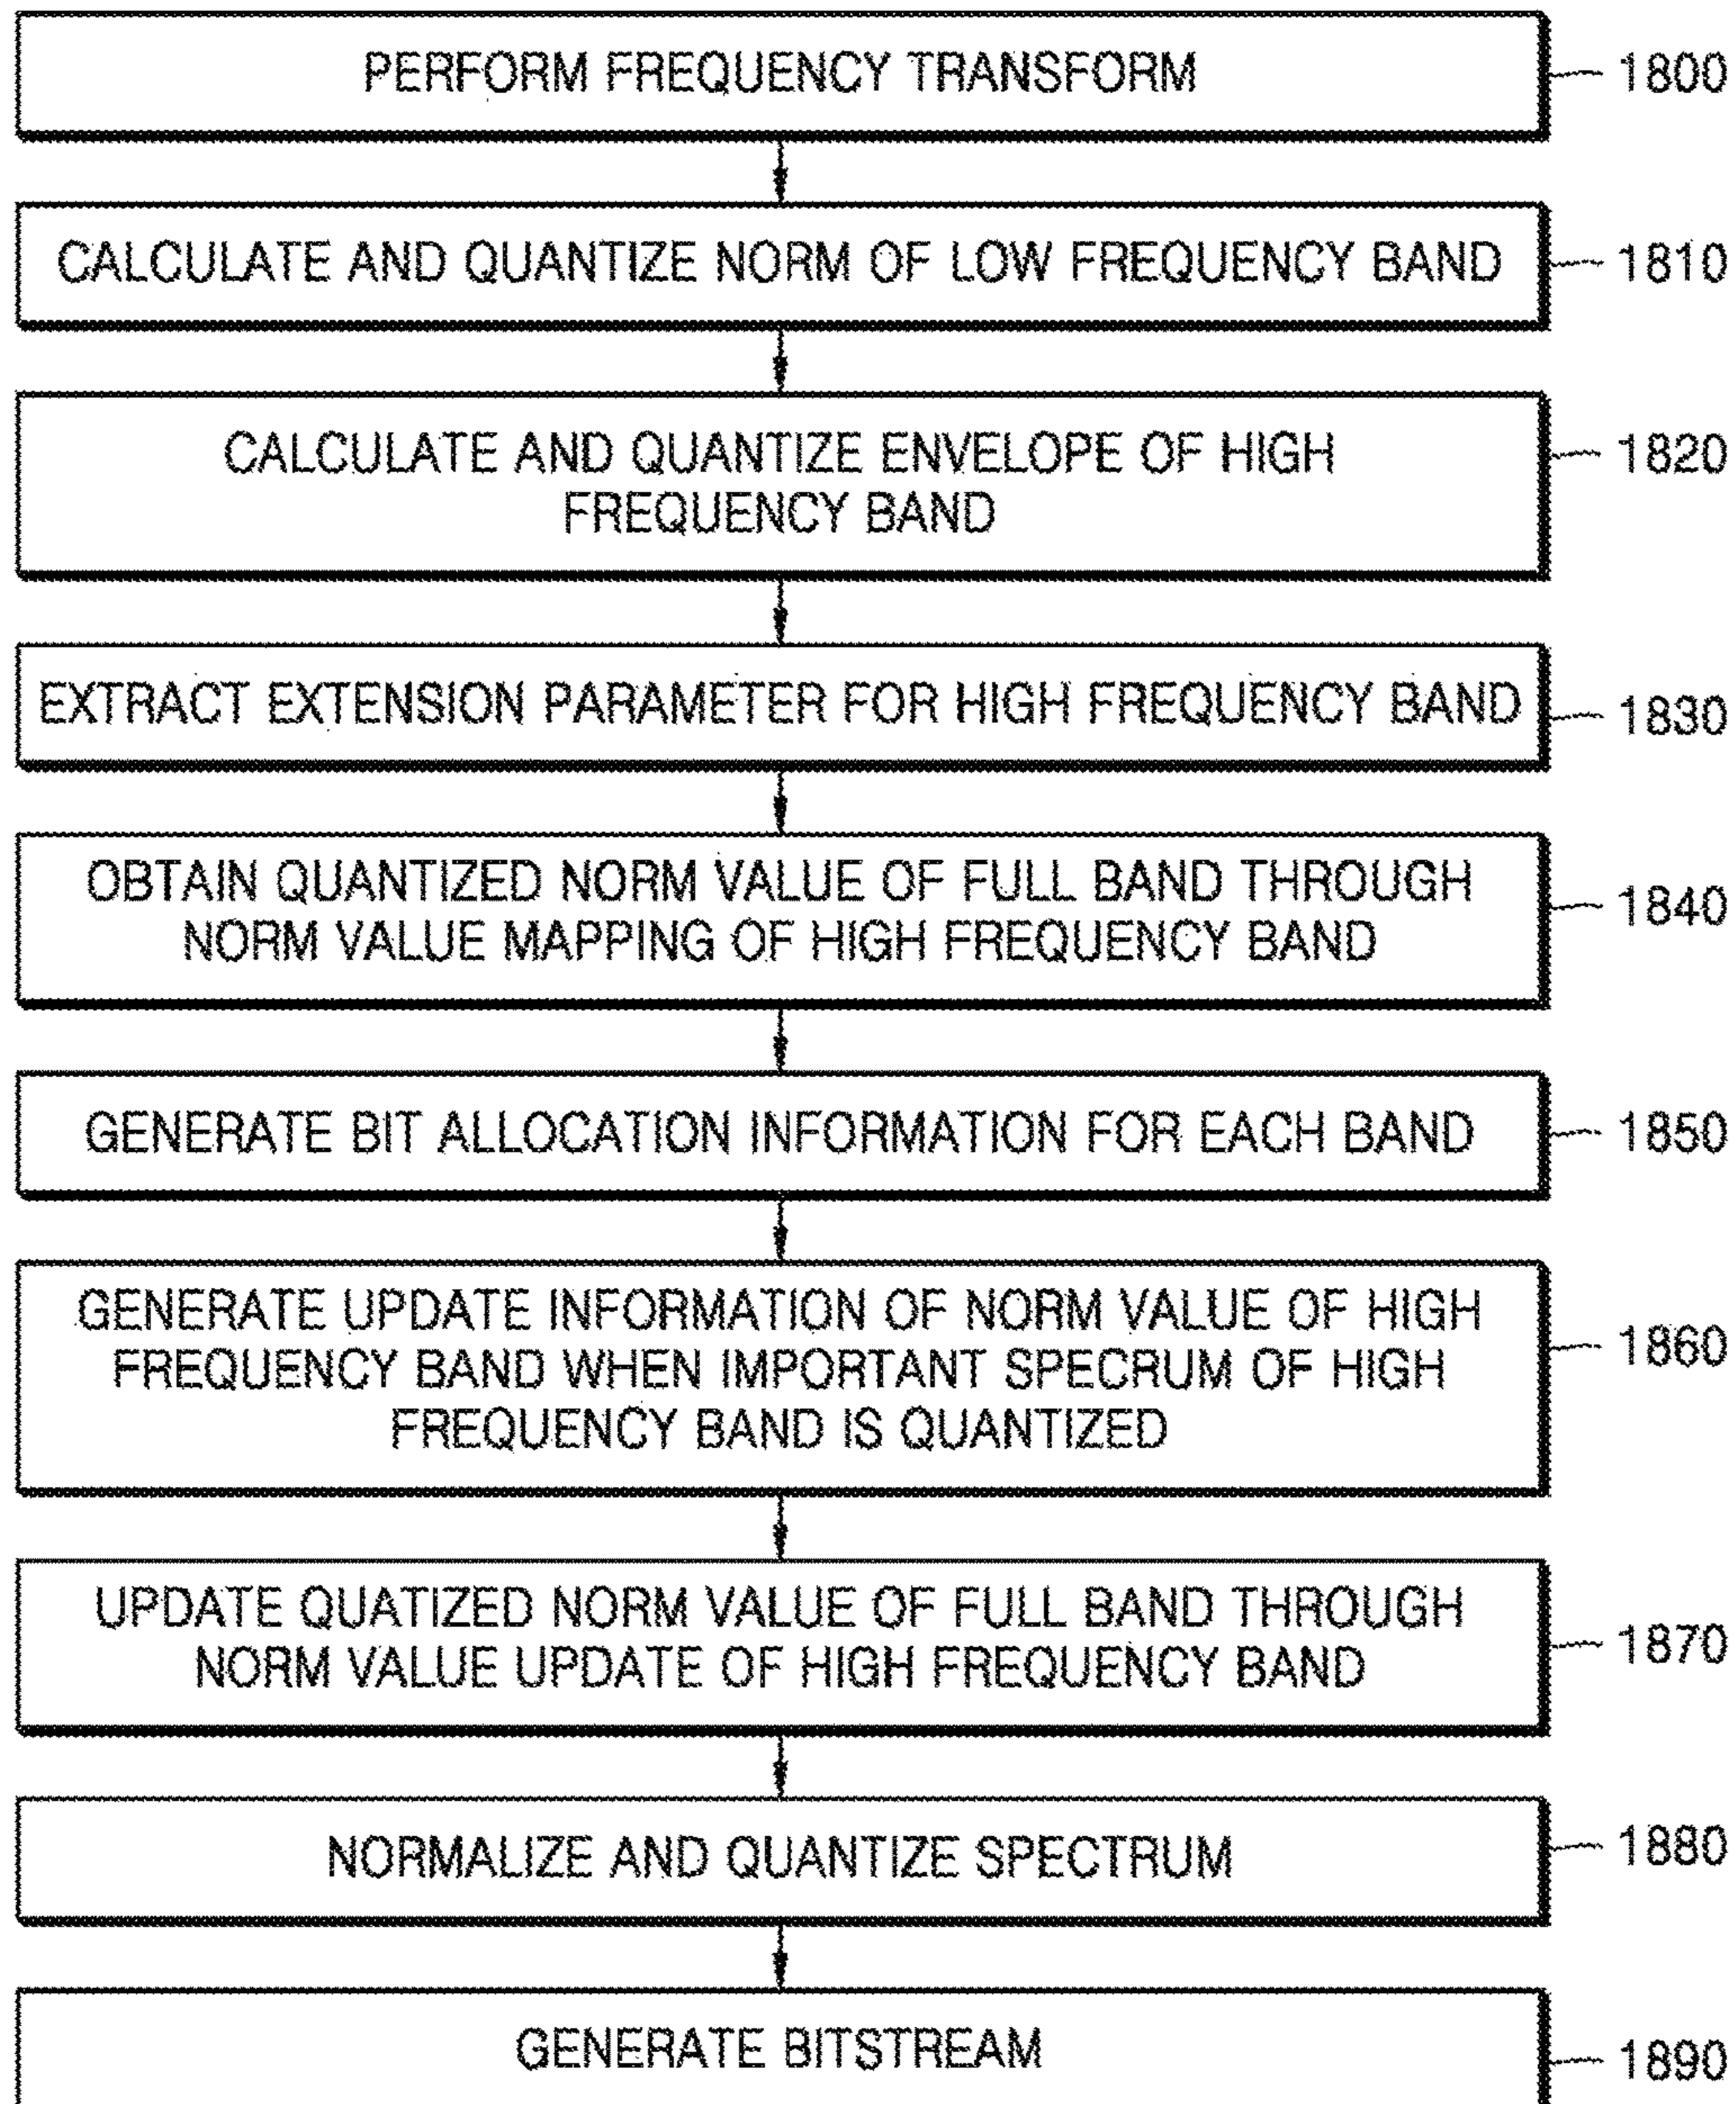 PERFORM FREQUENCY TRANSFORM
1800
CALCULATE AND QUANTIZE NORM OF LOW FREQUENCY BAND
1810
CALCULATE AND QUANTIZE ENVELOPE OF HIGH
FREQUENCY BAND
1820
EXTRACT EXTENSION PARAMETER FOR HIGH FREQUENCY BAND
1830
OBTAIN QUANTIZED NORM VALUE OF FULL BAND THROUGH
NORM VALUE MAPPING OF HIGH FREQUENCY BAND
1840
GENERATE BIT ALLOCATION INFORMATION FOR EACH BAND
1850
GENERATE UPDATE INFORMATION OF NORM VALUE OF HIGH
FREQUENCY BAND WHEN IMPORTANT SPECRUM OF HIGH
FREQUENCY BAND IS QUANTIZED
1860
UPDATE QUATIZED NORM VALUE OF FULL BAND THROUGH
NORM VALUE UPDATE OF HIGH FREQUENCY BAND
1870
NORMALIZE AND QUANTIZE SPECTRUM
1880
GENERATE BITSTREAM
1890